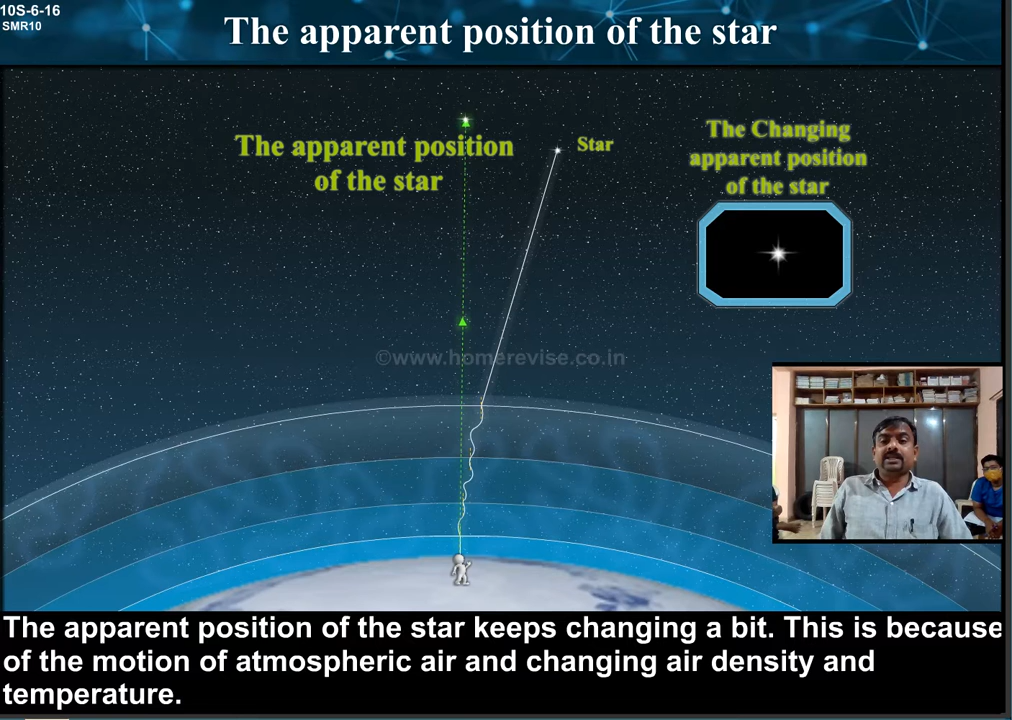 10S-6-16
SMR10
The apparent position of the star
The apparent position
of the star
Star
The Changing
apparent position
of the star
©www.homerevise.co.in
The apparent position of the star keeps changing a bit. This is because
of the motion of atmospheric air and changing air density and
temperature.